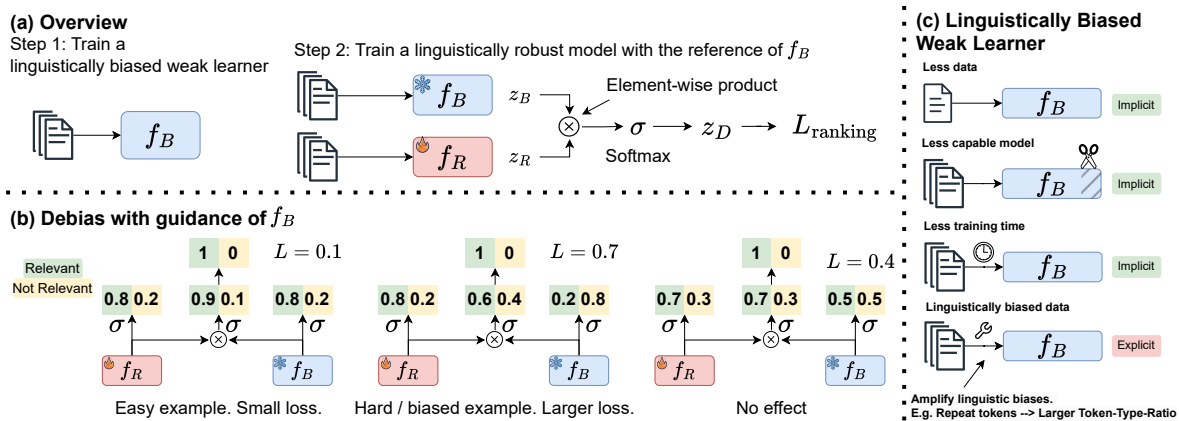 (a) Overview
Step 1: Train a
linguistically biased weak learner
f_B
Step 2: Train a linguistically robust model with the reference of f_B
f_B
z_B
Element-wise product
⊗
σ
z_D
L_ranking
Softmax
f_R
z_R
(b) Debias with guidance of f_B
Relevant
Not Relevant
1 0
L = 0.1
0.8 0.2
0.9 0.1
0.8 0.2
σ
σ
σ
⊗
f_R
f_B
Easy example. Small loss.
1 0
L = 0.7
0.8 0.2
0.6 0.4
0.2 0.8
σ
σ
σ
⊗
f_R
f_B
Hard / biased example. Larger loss.
1 0
L = 0.4
0.7 0.3
0.7 0.3
0.5 0.5
σ
σ
σ
⊗
f_R
f_B
No effect
(c) Linguistically Biased
Weak Learner
Less data
f_B
Implicit
Less capable model
f_B
Implicit
Less training time
f_B
Implicit
Linguistically biased data
f_B
Explicit
Amplify linguistic biases.
E.g. Repeat tokens --> Larger Token-Type-Ratio